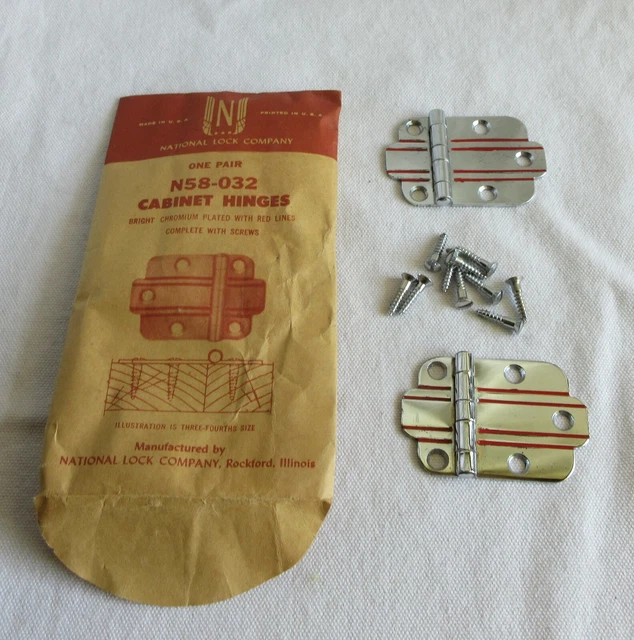 MADE IN U.S.A.
N
PRINTED IN U.S.A.
NATIONAL LOCK COMPANY
ONE PAIR
N58-032
CABINET HINGES
BRIGHT CHROMIUM PLATED WITH RED LINES
COMPLETE WITH SCREWS
ILLUSTRATION IS THREE-FOURTHS SIZE
Manufactured by
NATIONAL LOCK COMPANY, Rockford, Illinois